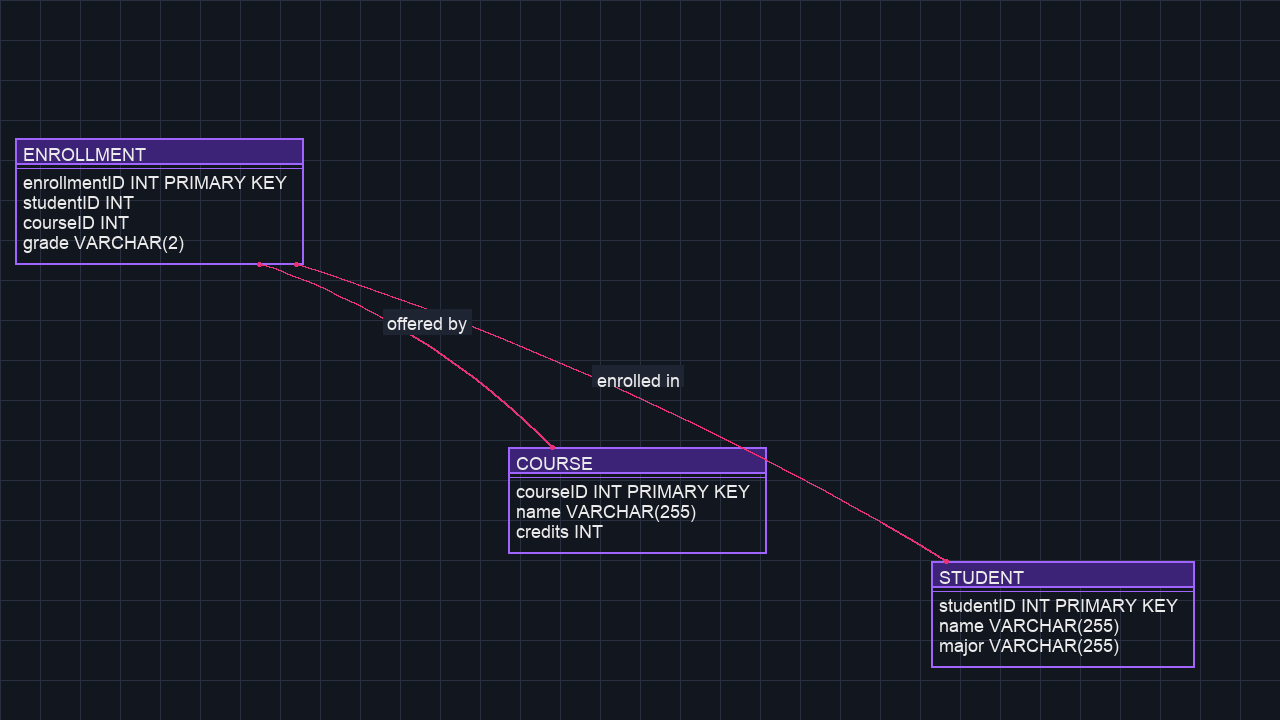 ENROLLMENT
enrollmentID INT PRIMARY KEY
studentID INT
courseID INT
grade VARCHAR(2)
offered by
enrolled in
COURSE
courseID INT PRIMARY KEY
name VARCHAR(255)
credits INT
STUDENT
studentID INT PRIMARY KEY
name VARCHAR(255)
major VARCHAR(255)